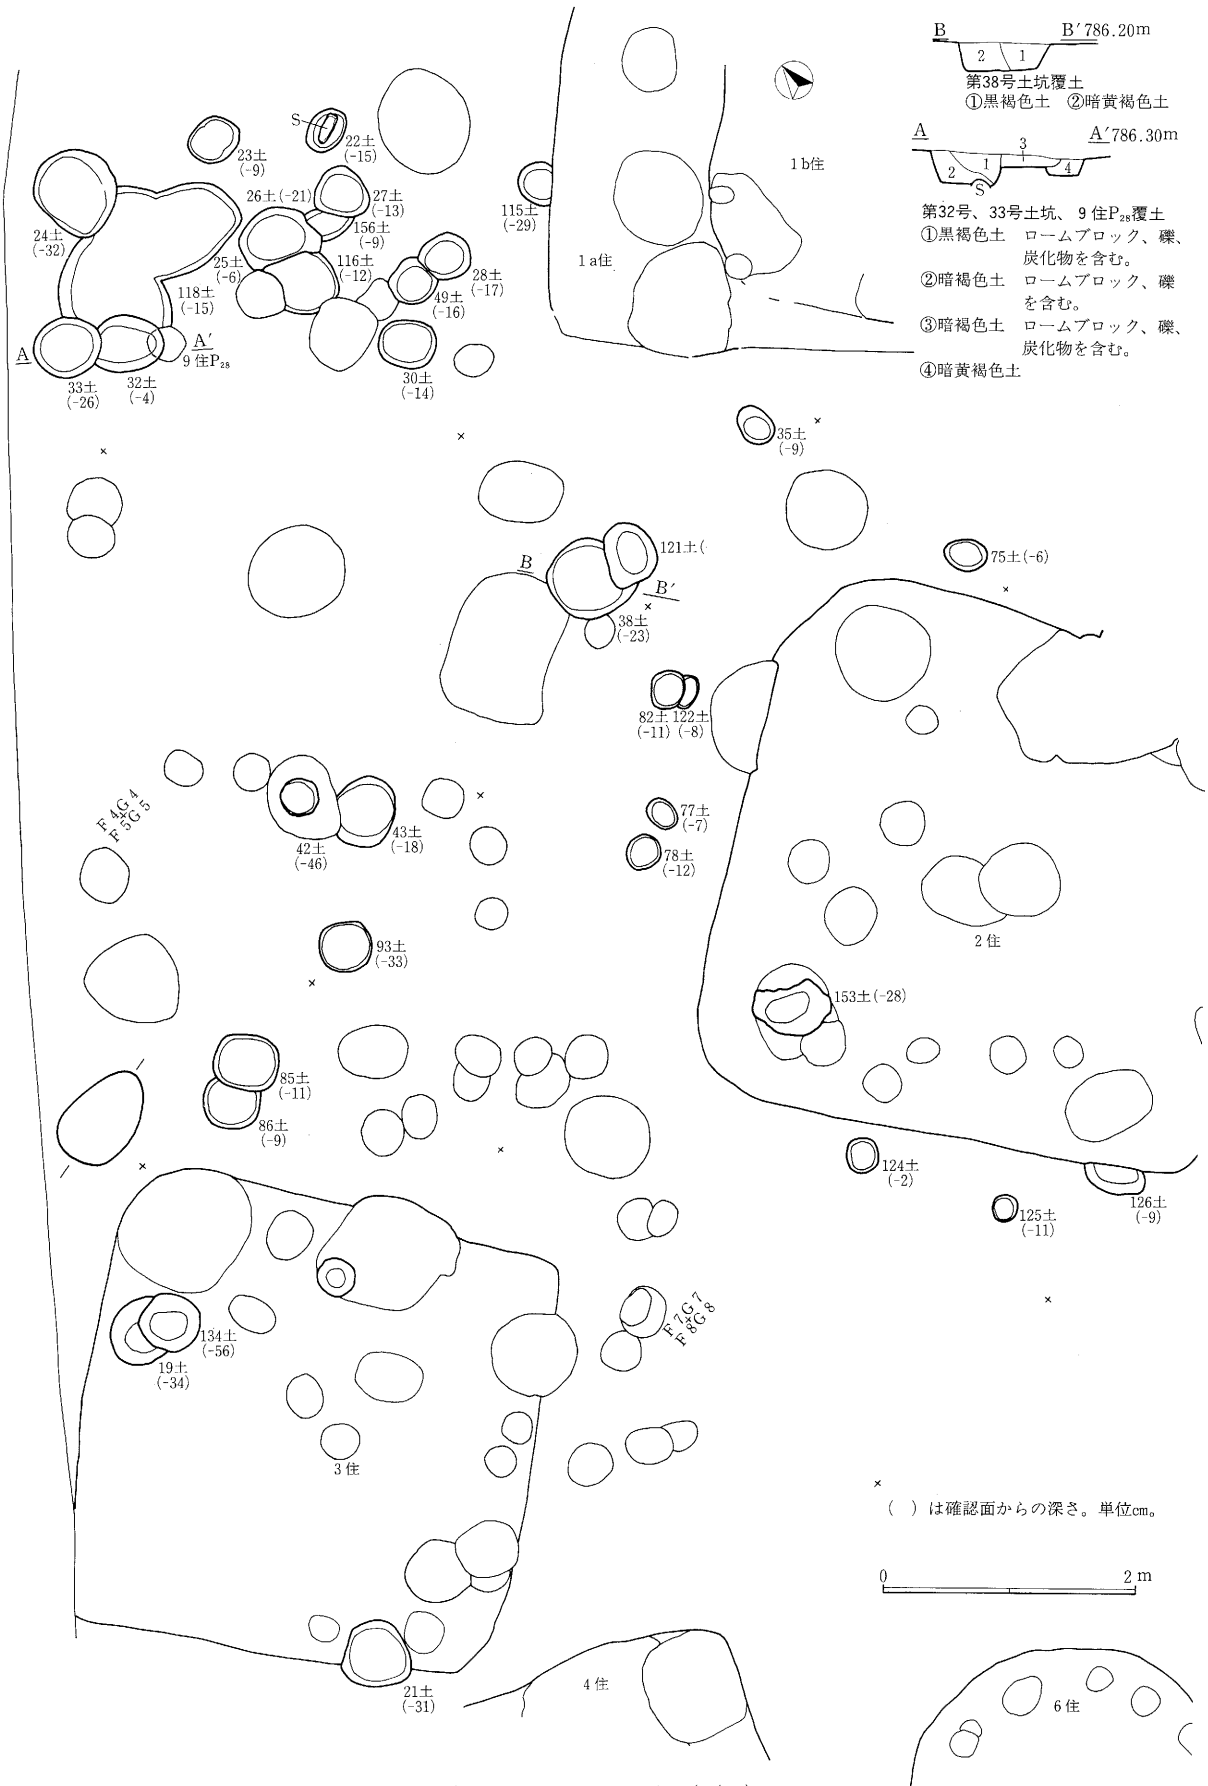 B B′786.20m
2 1
第38号土坑覆土
①黒褐色土 ②暗黄褐色土
A A′786.30m
3
2 1 4
S
第32号、33号土坑、9住P₂₈覆土
①黒褐色土 ロームブロック、礫、
炭化物を含む。
②暗褐色土 ロームブロック、礫
を含む。
③暗褐色土 ロームブロック、礫、
炭化物を含む。
④暗黄褐色土
S
22土
(-15)
23土
(-9)
24土
(-32)
26土(-21)
27土
(-13)
156土
(-9)
25土
(-6)
116土
(-12)
28土
(-17)
49土
(-16)
118土
(-15)
A
A′
9住P₂₈
33土
(-26)
32土
(-4)
30土
(-14)
115土
(-29)
1a住
1b住
35土
(-9)
75土(-6)
121土(-
B
B′
38土
(-23)
82土
(-11)
122土
(-8)
77土
(-7)
78土
(-12)
F4G4
F5G5
42土
(-46)
43土
(-18)
93土
(-33)
2住
153土(-28)
85土
(-11)
86土
(-9)
124土
(-2)
125土
(-11)
126土
(-9)
134土
(-56)
19土
(-34)
F7G7
F8G8
3住
( )は確認面からの深さ。単位cm。
0 2m
21土
(-31)
4住
6住